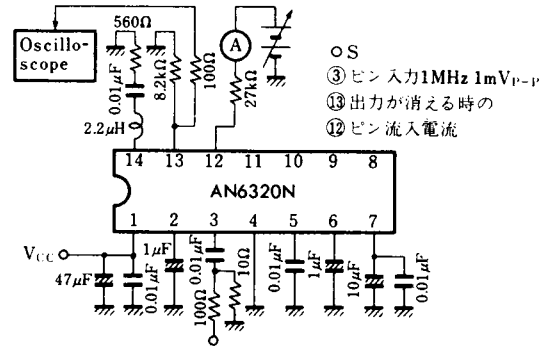 560Ω
Oscillo-
scope
0.01μF
8.2kΩ
100Ω
A
27kΩ
2.2μH
○S
③ピン入力1MHz 1mVP-P
⑬出力が消える時の
⑫ピン流入電流
14 13 12 11 10 9 8
AN6320N
1 2 3 4 5 6 7
VCC
47μF
0.01μF
1μF
0.01μF
100Ω
10Ω
0.01μF
1μF
10μF
0.01μF